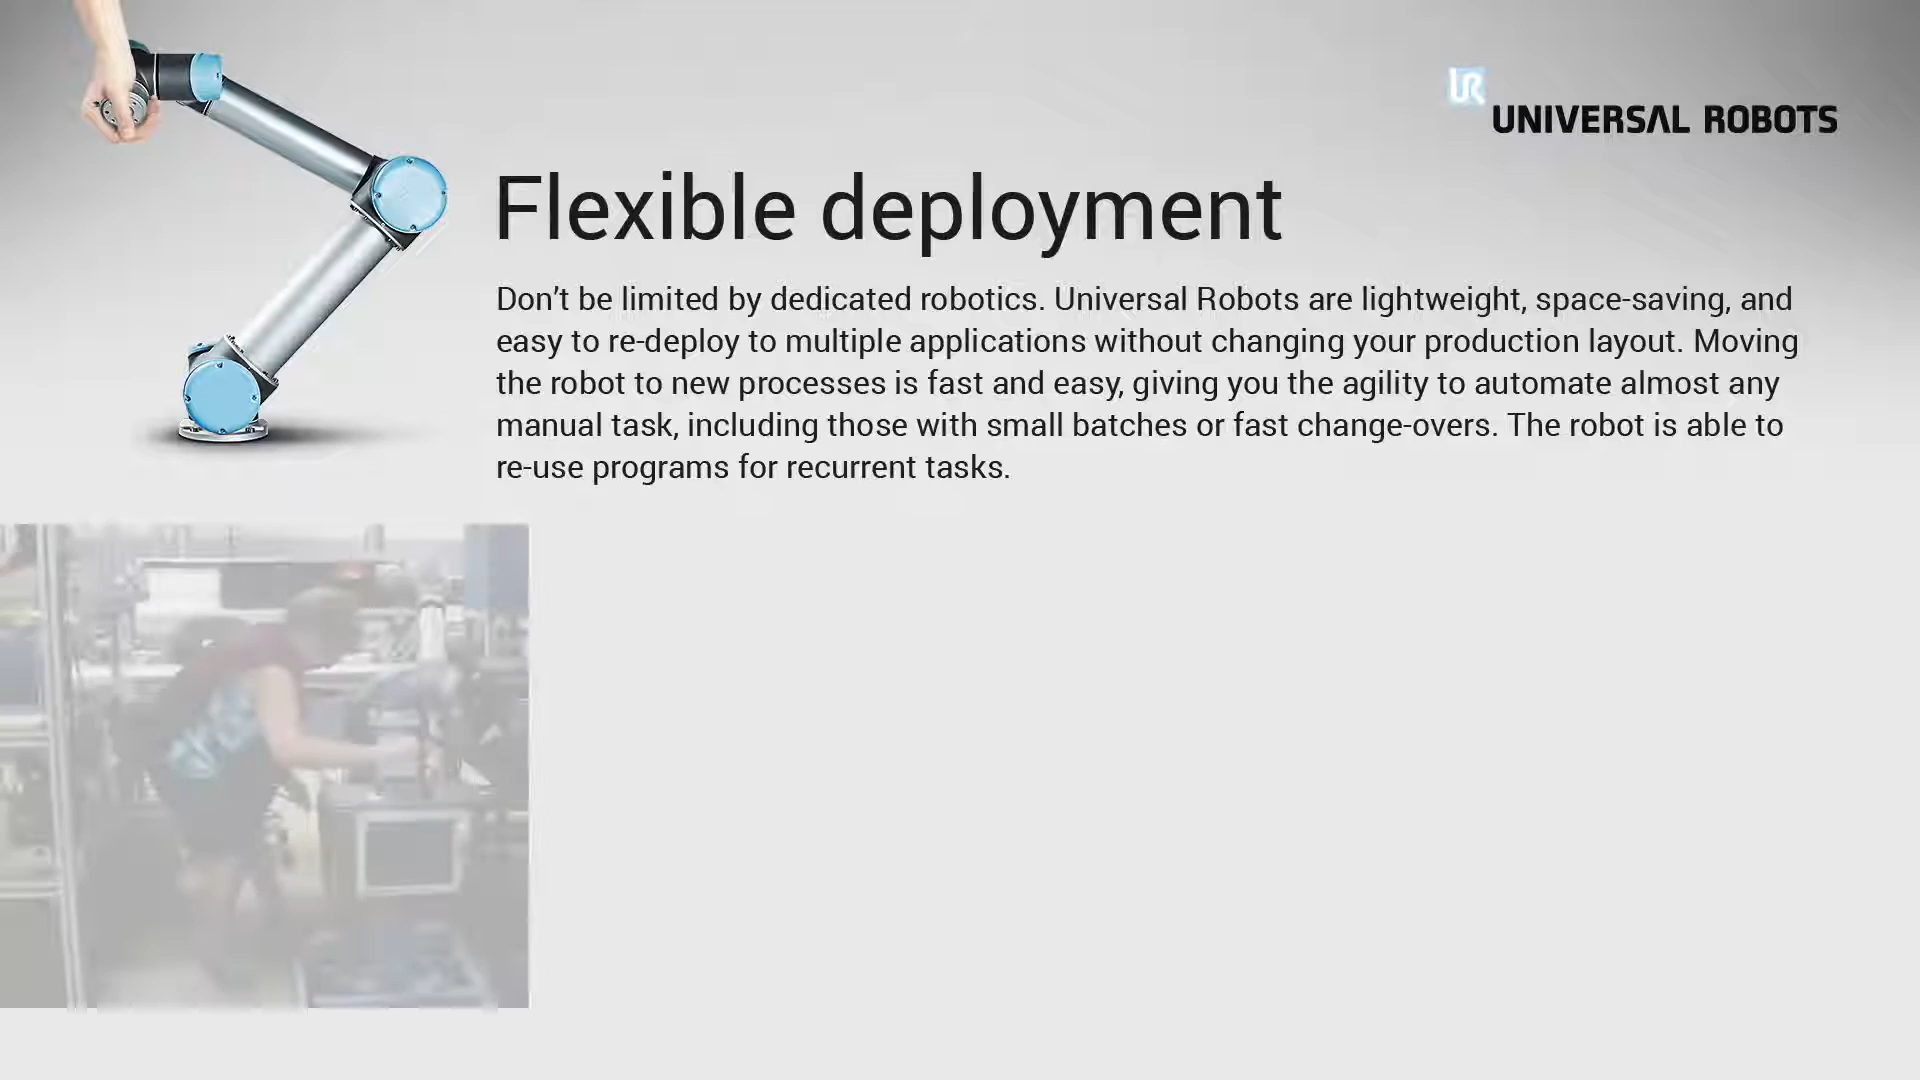 UR
UNIVERSAL ROBOTS
Flexible deployment
Don’t be limited by dedicated robotics. Universal Robots are lightweight, space-saving, and
easy to re-deploy to multiple applications without changing your production layout. Moving
the robot to new processes is fast and easy, giving you the agility to automate almost any
manual task, including those with small batches or fast change-overs. The robot is able to
re-use programs for recurrent tasks.